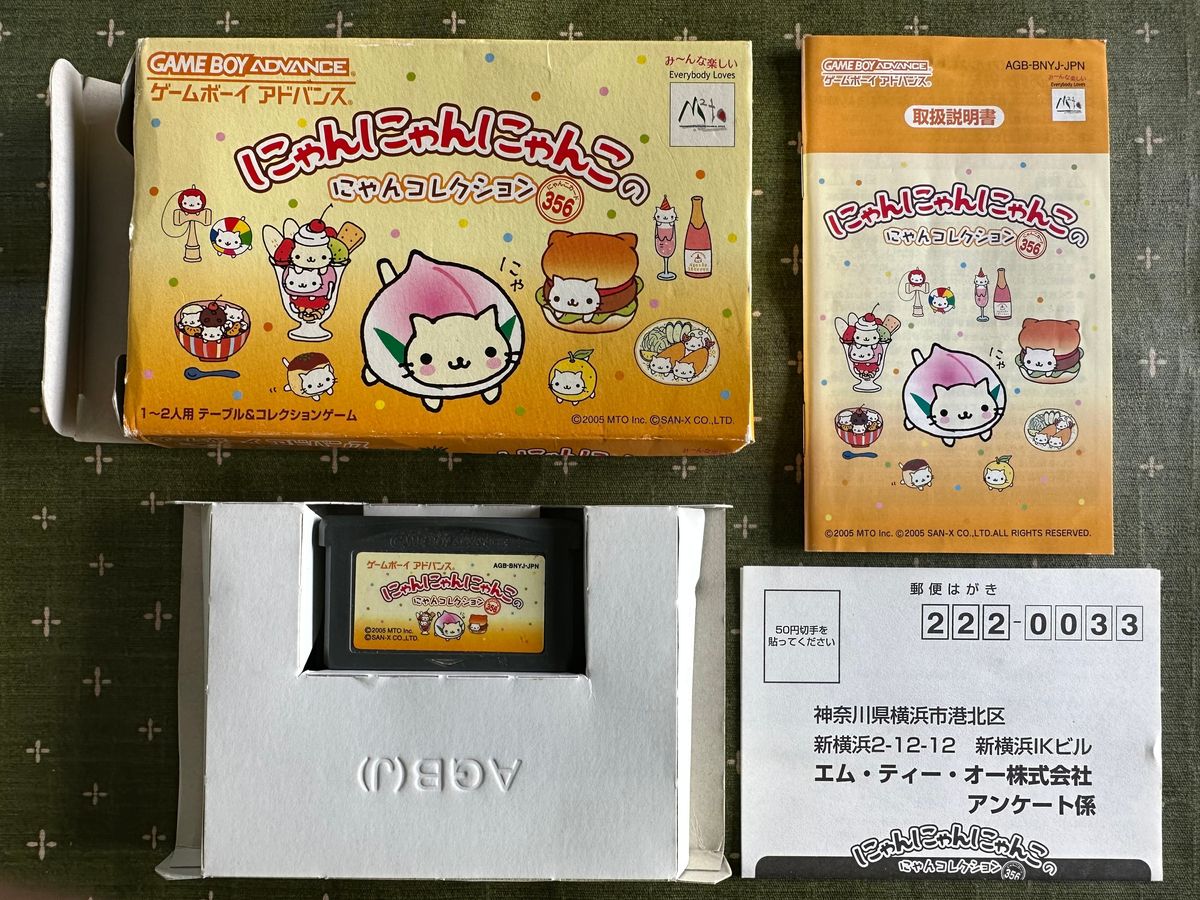 GAME BOY ADVANCE
ゲームボーイ アドバンス
み〜んな楽しい
Everybody Loves
にゃんにゃんにゃんこの
にゃんコレクション
356
にゃ
1〜2人用 テーブル&コレクションゲーム
©2005 MTO Inc. ©SAN-X CO.,LTD.
GAME BOY ADVANCE
ゲームボーイ アドバンス
AGB-BNYJ-JPN
み〜んな楽しい
Everybody Loves
取扱説明書
にゃんにゃんにゃんこの
にゃんコレクション
356
にゃ
©2005 MTO Inc. ©2005 SAN-X CO.,LTD.ALL RIGHTS RESERVED.
GAME BOY ADVANCE
ゲームボーイ アドバンス
AGB-BNYJ-JPN
にゃんにゃんにゃんこの
にゃんコレクション
356
©2005 MTO Inc.
©SAN-X CO.,LTD.
AGB(J)
郵便はがき
50円切手を
貼ってください
222-0033
神奈川県横浜市港北区
新横浜2-12-12 新横浜IKビル
エム・ティー・オー株式会社
アンケート係
にゃんにゃんにゃんこの
にゃんコレクション
356